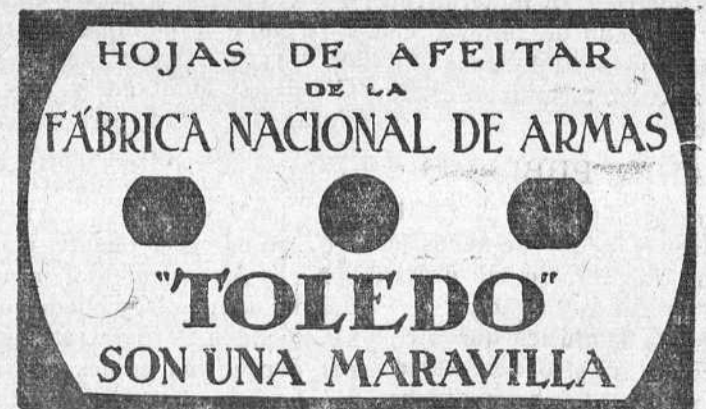 HOJAS DE AFEITAR
DE LA
FÁBRICA NACIONAL DE ARMAS
"TOLEDO"
SON UNA MARAVILLA